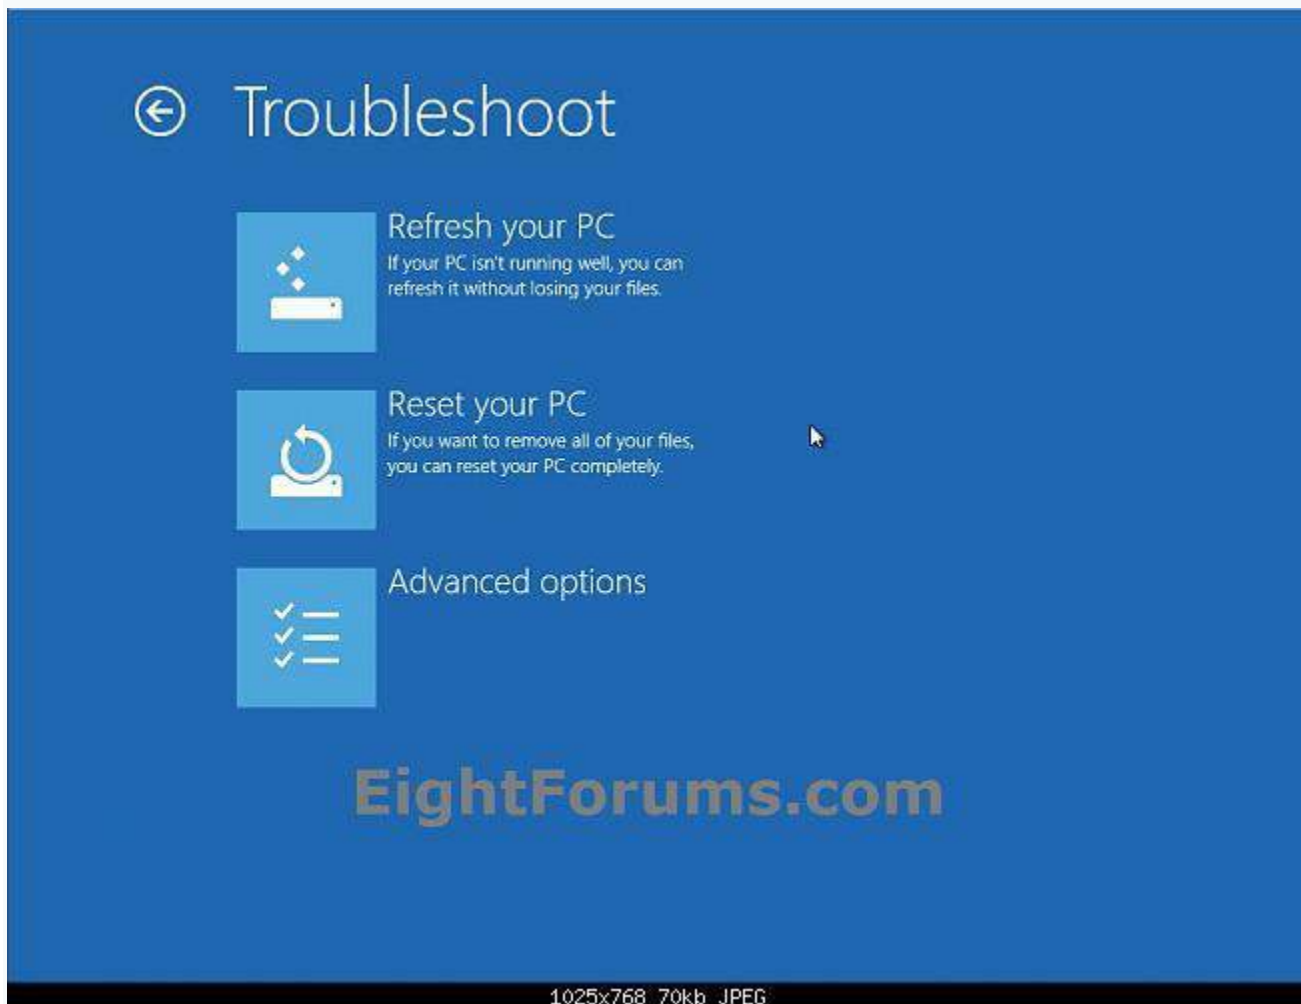 Troubleshoot
Refresh your PC
If your PC isn't running well, you can
refresh it without losing your files.
Reset your PC
If you want to remove all of your files,
you can reset your PC completely.
Advanced options
EightForums.com
1025x768 70kb JPEG